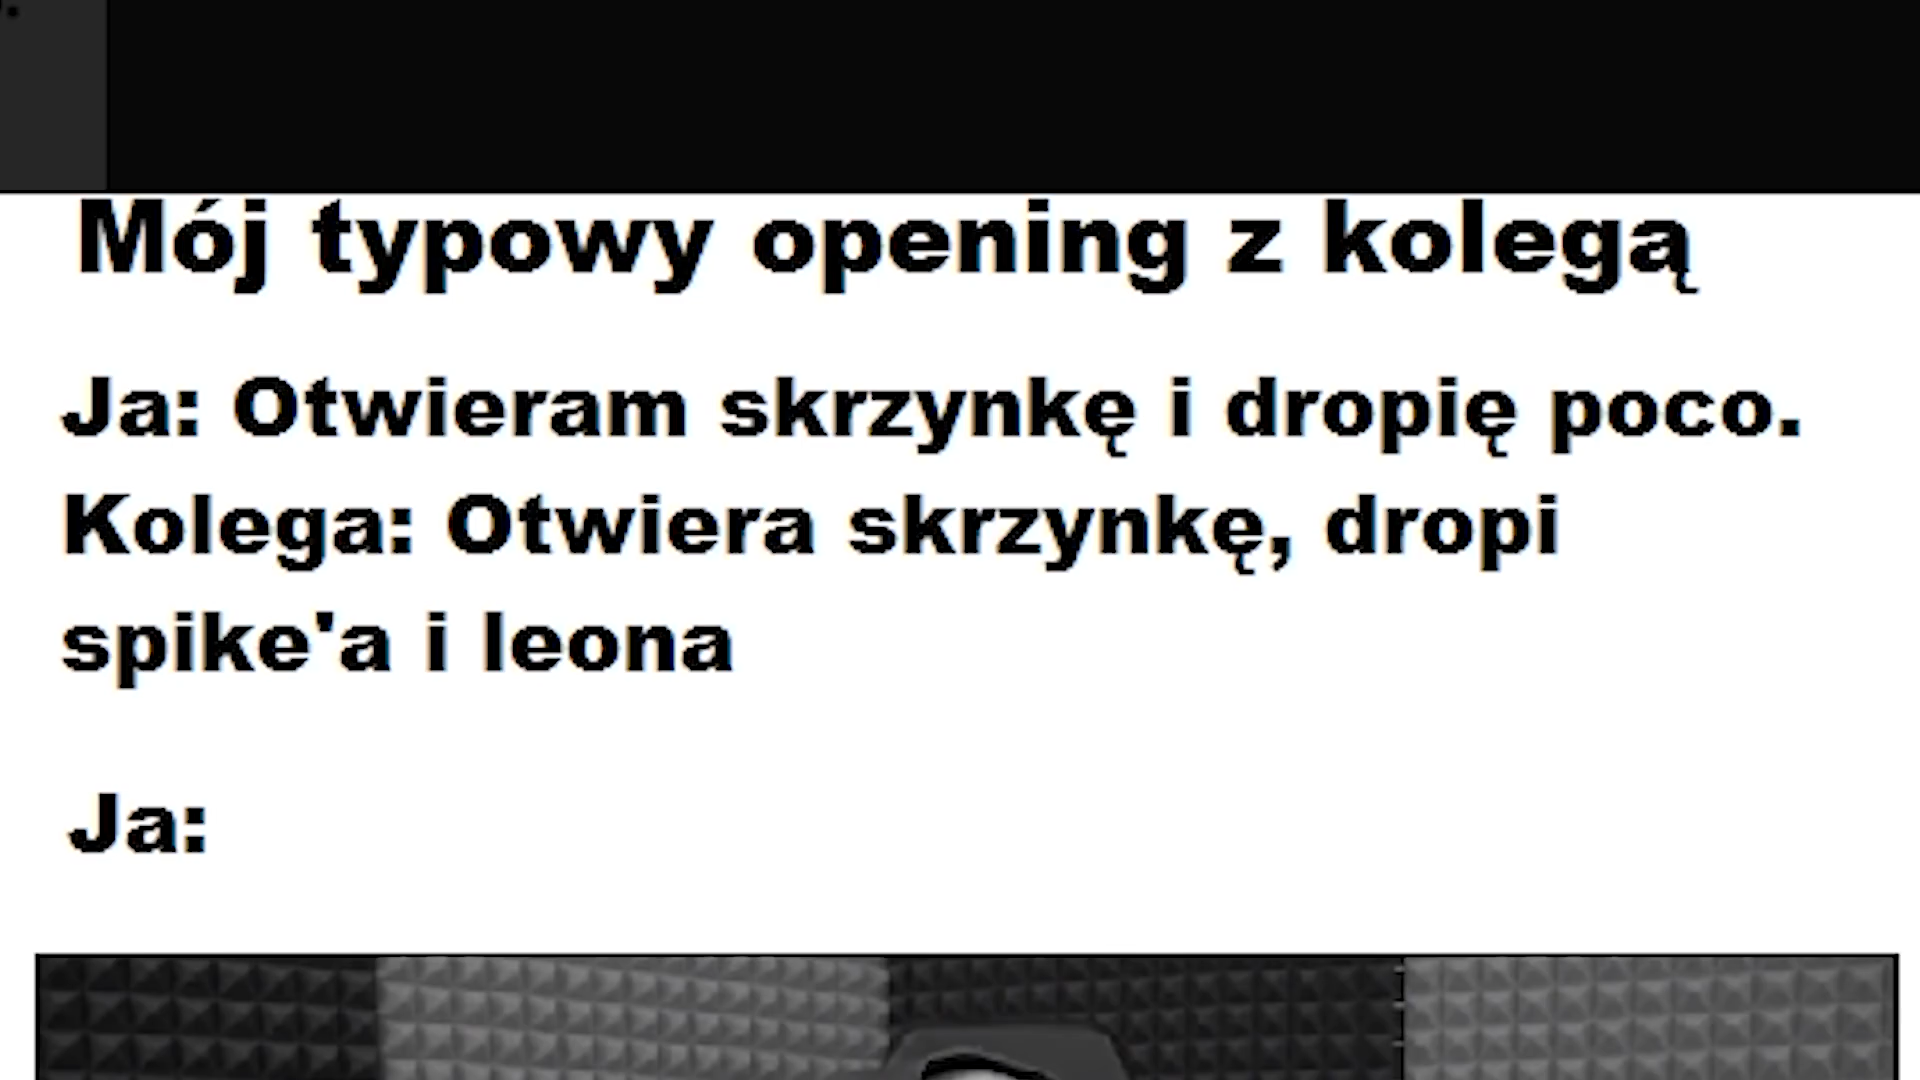 Mój typowy opening z kolegą
Ja: Otwieram skrzynkę i dropię poco.
Kolega: Otwiera skrzynkę, dropi
spike'a i leona
Ja: